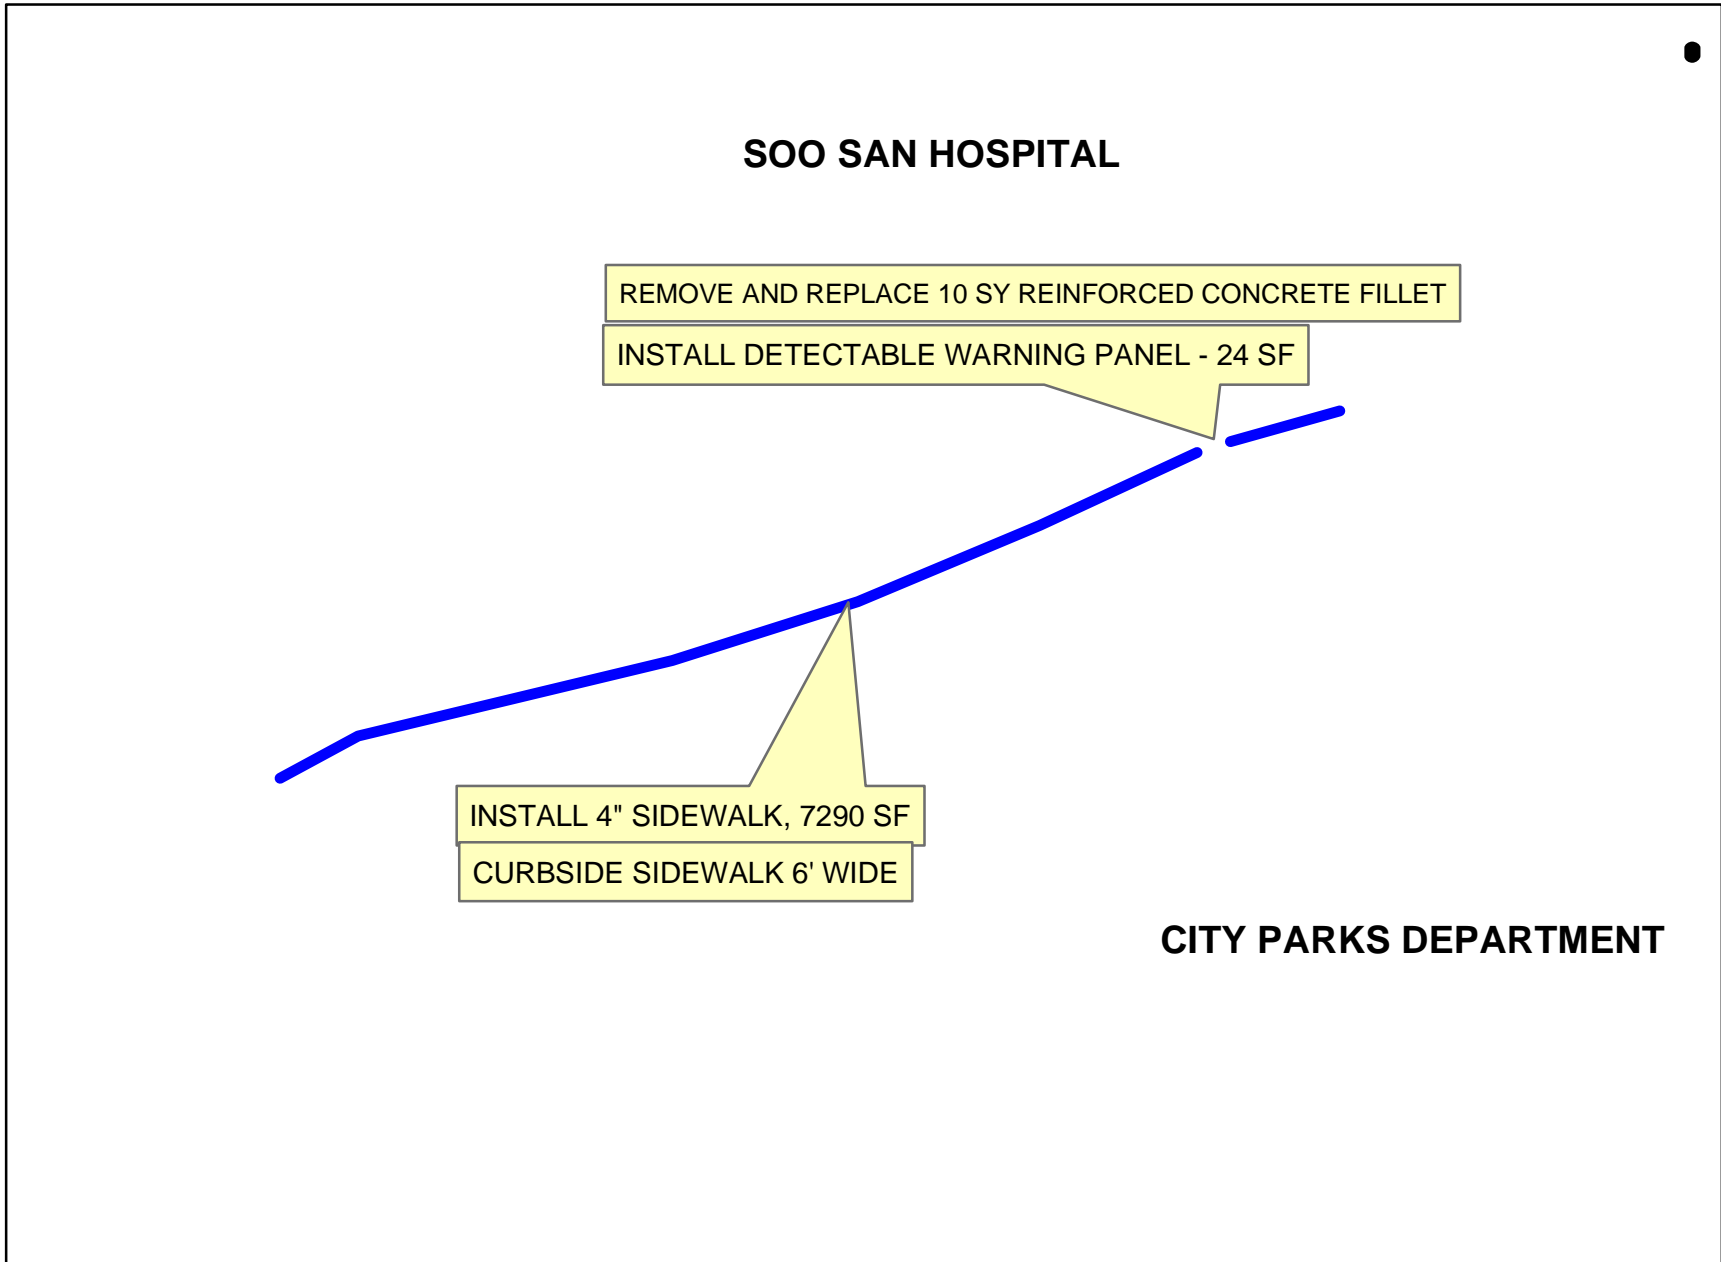 SOO SAN HOSPITAL
REMOVE AND REPLACE 10 SY REINFORCED CONCRETE FILLET
INSTALL DETECTABLE WARNING PANEL - 24 SF
INSTALL 4" SIDEWALK, 7290 SF
CURBSIDE SIDEWALK 6' WIDE
CITY PARKS DEPARTMENT